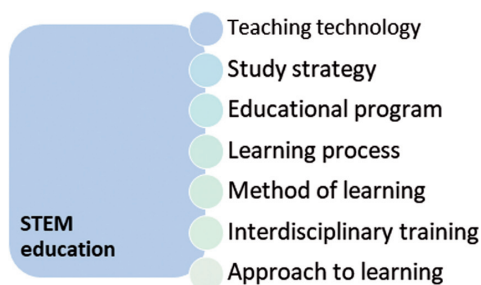 Teaching technology
Study strategy
Educational program
Learning process
Method of learning
Interdisciplinary training
Approach to learning
STEM
education